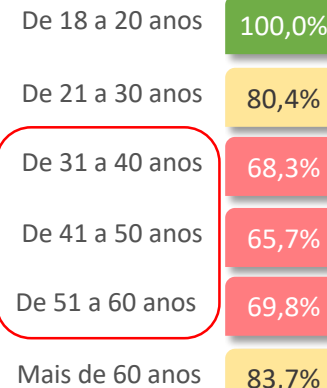 De 18 a 20 anos 100,0%
De 21 a 30 anos 80,4%
De 31 a 40 anos 68,3%
De 41 a 50 anos 65,7%
De 51 a 60 anos 69,8%
Mais de 60 anos 83,7%